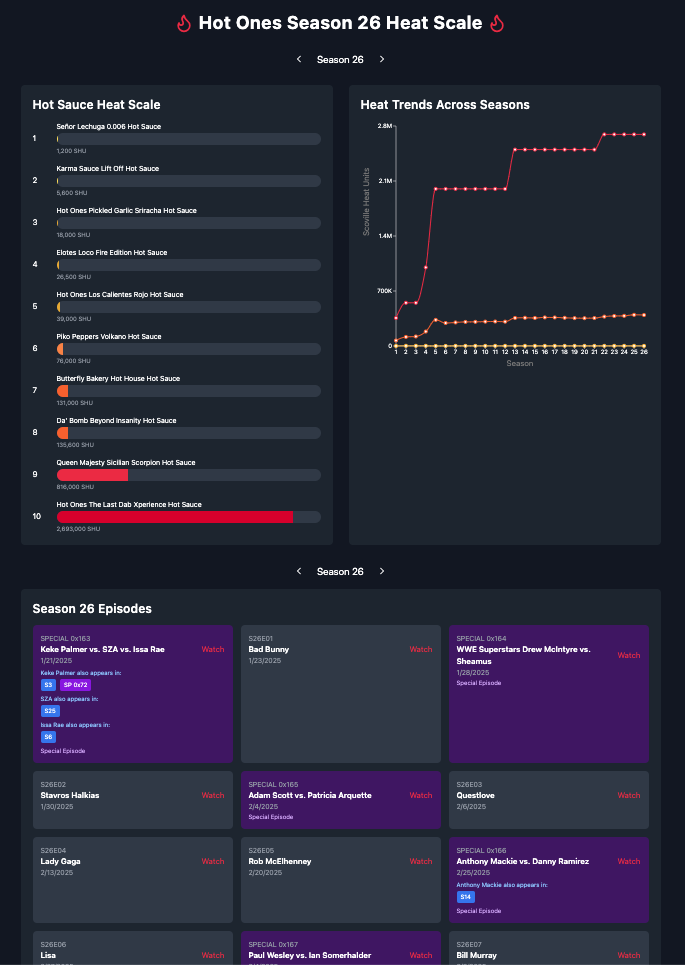 Hot Ones Season 26 Heat Scale
Season 26
Hot Sauce Heat Scale
1
Señor Lechuga 0.006 Hot Sauce
1,200 SHU
2
Karma Sauce Lift Off Hot Sauce
5,600 SHU
3
Hot Ones Pickled Garlic Sriracha Hot Sauce
18,000 SHU
4
Elotes Loco Fire Edition Hot Sauce
26,500 SHU
5
Hot Ones Los Calientes Rojo Hot Sauce
39,000 SHU
6
Piko Peppers Volkano Hot Sauce
76,000 SHU
7
Butterfly Bakery Hot House Hot Sauce
131,000 SHU
8
Da' Bomb Beyond Insanity Hot Sauce
135,600 SHU
9
Queen Majesty Sicilian Scorpion Hot Sauce
816,000 SHU
10
Hot Ones The Last Dab Xperience Hot Sauce
2,693,000 SHU
Heat Trends Across Seasons
2.8M
2.1M
1.4M
700K
0
Scoville Heat Units
1 2 3 4 5 6 7 8 9 10 11 12 13 14 15 16 17 18 19 20 21 22 23 24 25 26
Season
Season 26
Season 26 Episodes
SPECIAL 0x163
Keke Palmer vs. SZA vs. Issa Rae
Watch
1/21/2025
Keke Palmer also appears in:
S3 SP 0x72
SZA also appears in:
S25
Issa Rae also appears in:
S6
Special Episode
S26E01
Bad Bunny
Watch
1/23/2025
SPECIAL 0x164
WWE Superstars Drew McIntyre vs.
Sheamus
Watch
1/28/2025
Special Episode
S26E02
Stavros Halkias
Watch
1/30/2025
SPECIAL 0x165
Adam Scott vs. Patricia Arquette
Watch
2/4/2025
Special Episode
S26E03
Questlove
Watch
2/6/2025
S26E04
Lady Gaga
Watch
2/13/2025
S26E05
Rob McElhenney
Watch
2/20/2025
SPECIAL 0x166
Anthony Mackie vs. Danny Ramirez
Watch
2/25/2025
Anthony Mackie also appears in:
S14
Special Episode
S26E06
Lisa
Watch
SPECIAL 0x167
Paul Wesley vs. Ian Somerhalder
Watch
S26E07
Bill Murray
Watch